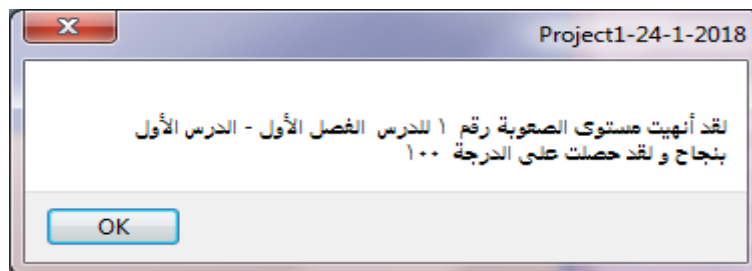 Project1-24-1-2018
لقد أنهيت مستوى الصعوبة رقم ١ للدرس الفصل الأول - الدرس الأول
بنجاح و لقد حصلت على الدرجة ١٠٠
OK